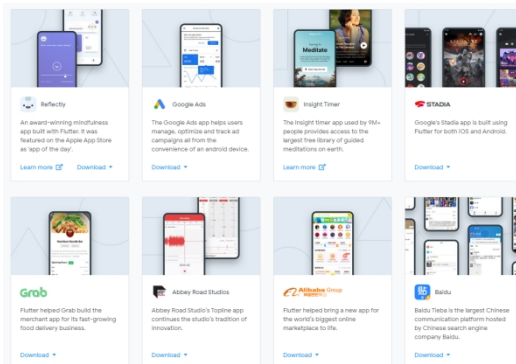 Meditate
Reflectly
An award-winning mindfulness
app built with Flutter. It was
featured on the Apple App Store
as 'app of the day'.
Learn more
Download
Google Ads
The Google Ads app helps users
manage, optimize and track ad
campaigns all from the
convenience of an android device.
Download
Insight Timer
The Insight timer app used by 9M+
people provides access to the
largest free library of guided
meditations on earth.
Learn more
STADIA
Google's Stadia app is built using
Flutter for both iOS and Android.
Download
Grab
Flutter helped Grab build the
merchant app for its fast-growing
food delivery business.
Download
Abbey Road Studios
Abbey Road Studio's Topline app
continues the studio's tradition of
innovation.
Download
Alibaba Group
Flutter helped bring a new app for
the world's biggest online
marketplace to life.
Download
Baidu
Baidu Tieba is the largest Chinese
communication platform hosted
by Chinese search engine
company Baidu.
Download